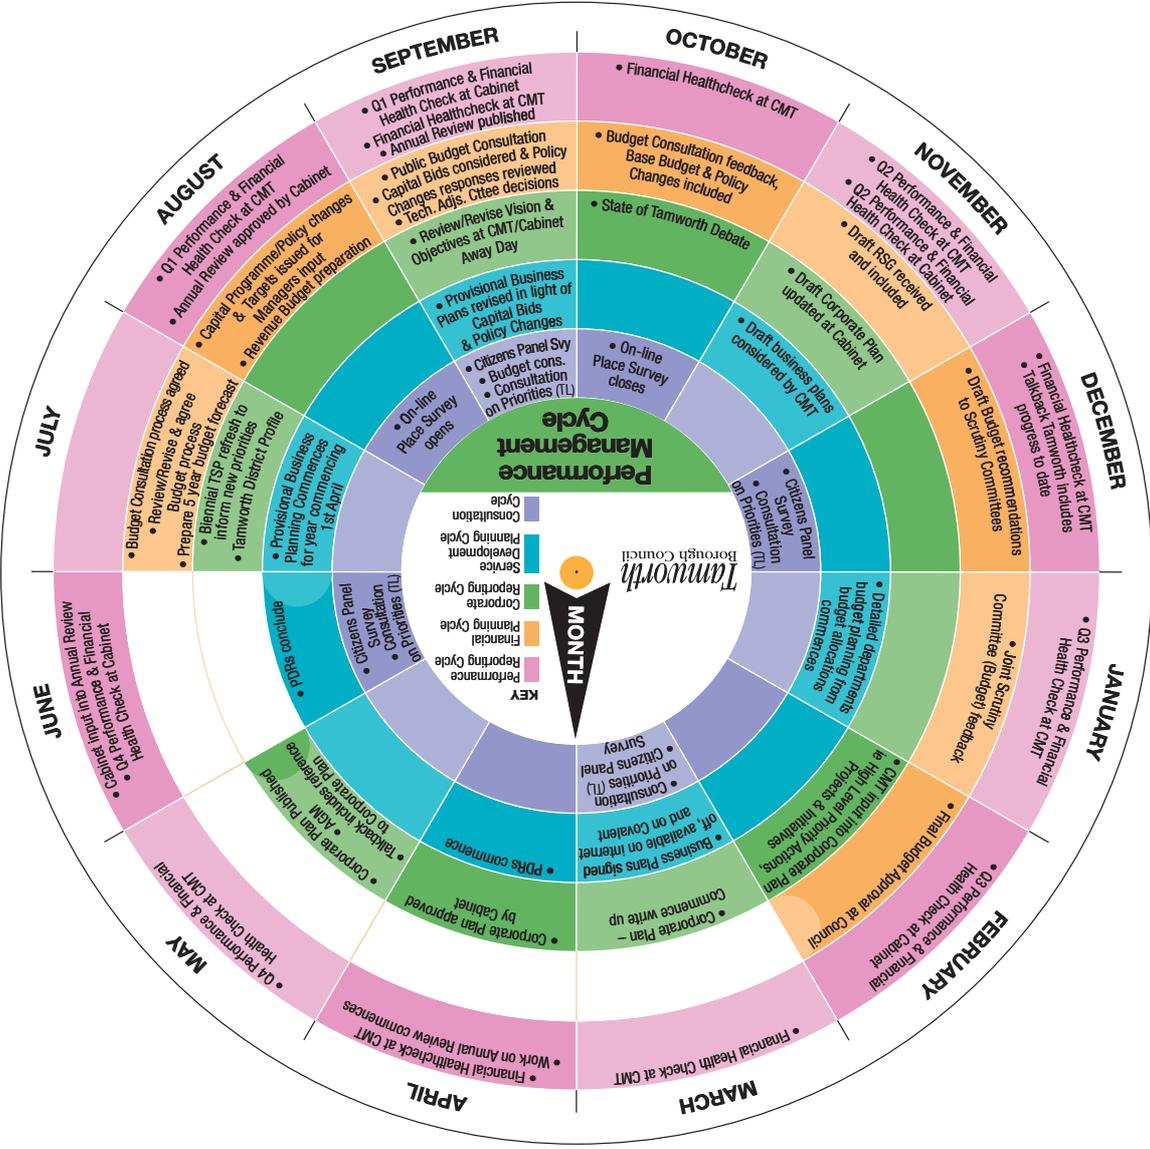 SEPTEMBER
• Q1 Performance & Financial
Health Check at Cabinet
• Financial Healthcheck at CMT
• Annual Review published
• Public Budget Consultation
Capital Bids considered & Policy
Changes responses reviewed
• Tech. Adjs. Cttee decisions
• Review/Revise Vision &
Objectives at CMT/Cabinet
Away Day
• Provisional Business
Plans revised in light of
Capital Bids
& Policy Changes
• Citizens Panel Svy
• Budget cons.
• Consultation
on Priorities (TL)
OCTOBER
• Financial Healthcheck at CMT
• Budget Consultation feedback,
Base Budget & Policy
Changes included
• State of Tamworth Debate
• On-line
Place Survey
closes
NOVEMBER
• Q2 Performance & Financial
Health Check at CMT
• Q2 Performance & Financial
Health Check at Cabinet
• Draft RSG received
and included
• Draft Corporate Plan
updated at Cabinet
• Draft business plans
considered by CMT
DECEMBER
• Financial Healthcheck at CMT
• Talkback Tamworth includes
progress to date
• Draft Budget recommendations
to Scrutiny Committees
• Citizens Panel
Survey
• Consultation
on Priorities (TL)
JANUARY
• Q3 Performance & Financial
Health Check at CMT
• Joint Scrutiny
Committee (Budget) feedback
• Detailed departments
budget planning from
budget allocations
commences
FEBRUARY
• Q3 Performance & Financial
Health Check at Cabinet
• Final Budget Approval at Council
• CMT input into Corporate Plan
ie High Level Priority Actions,
Projects & Initiatives
MARCH
• Financial Health Check at CMT
• Corporate Plan –
Commence write up
• Business Plans signed
off, available on internet
and on Covalent
• Consultation
on Priorities (TL)
• Citizens Panel
Survey
APRIL
• Financial Healthcheck at CMT
• Work on Annual Review commences
• Corporate Plan approved
by Cabinet
• PDRs commence
MAY
• Q4 Performance & Financial
Health Check at CMT
• Corporate Plan Published
• AGM
• Talkback includes reference
to Corporate Plan
JUNE
• Cabinet Input into Annual Review
• Q4 Performance & Financial
Health Check at Cabinet
• PDRs conclude
• Citizens Panel
Survey
• Consultation
on Priorities (TL)
JULY
• Budget Consultation process agreed
• Review/Revise & agree
Budget process
• Prepare 5 year budget forecast
• Biennial TSP refresh to
inform new priorities
• Tamworth District Profile
• Provisional Business
Planning Commences
for year commencing
1st April
AUGUST
• Q1 Performance & Financial
Health Check at CMT
• Annual Review approved by Cabinet
• Capital Programme/Policy changes
& Targets issued for
Managers input
• Revenue Budget preparation
• On-line
Place Survey
opens
Performance
Management
Cycle
Tamworth
Borough Council
MONTH
KEY
Performance
Reporting Cycle
Financial
Planning Cycle
Corporate
Reporting Cycle
Service
Development
Planning Cycle
Consultation
Cycle